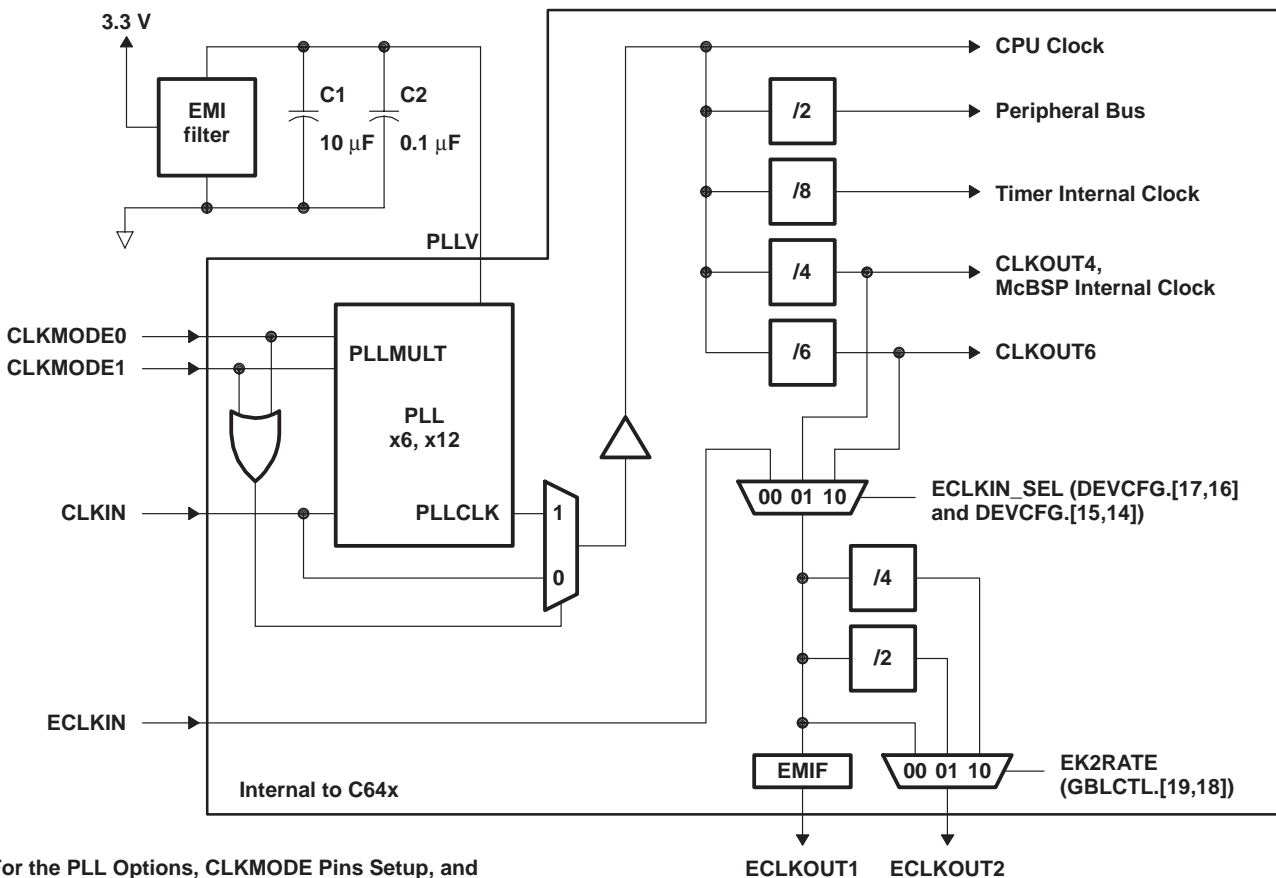 3.3 V
CPU Clock
C1
C2
EMI
filter
/2
Peripheral Bus
10 μF
0.1 μF
/8
Timer Internal Clock
PLLV
/4
CLKOUT4,
McBSP Internal Clock
CLKMODE0
PLLMULT
/6
CLKOUT6
CLKMODE1
PLL
x6, x12
00 01 10
ECLKIN_SEL (DEVCFG.[17,16]
and DEVCFG.[15,14])
CLKIN
PLLCLK
1
0
/4
/2
ECLKIN
EMIF
00 01 10
EK2RATE
(GBLCTL.[19,18])
Internal to C64x
ECLKOUT1
ECLKOUT2
For the PLL Options, CLKMODE Pins Setup, and